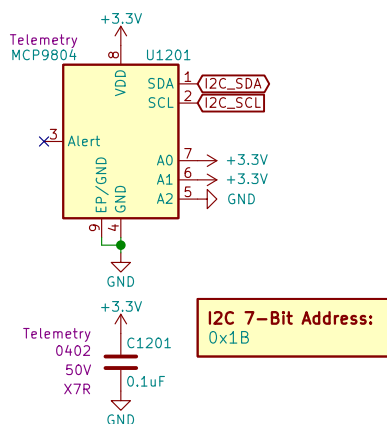 +3.3V
Telemetry
MCP9804 U1201
8
VDD
SDA 1 I2C_SDA
SCL 2 I2C_SCL
3 Alert
A0 7 +3.3V
A1 6 +3.3V
A2 5 GND
EP/GND
GND
9 4
GND
+3.3V
Telemetry
0402
50V
X7R
C1201
0.1uF
GND
I2C 7-Bit Address:
0x1B